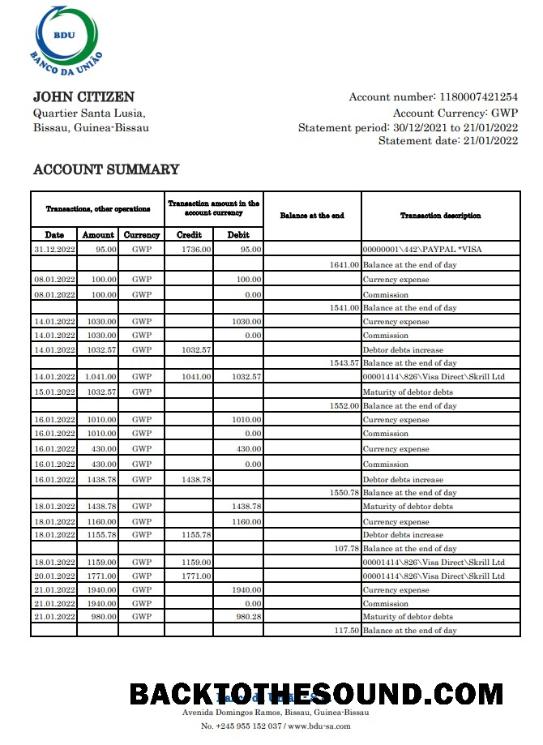 BDU
BANCO DA UNIÃO
JOHN CITIZEN
Quartier Santa Lusia,
Bissau, Guinea-Bissau
Account number: 1180007421254
Account Currency: GWP
Statement period: 30/12/2021 to 21/01/2022
Statement date: 21/01/2022
ACCOUNT SUMMARY
Transactions, other operations Transaction amount in the account currency Balance at the end Transaction description
Date Amount Currency Credit Debit
31.12.2022 95.00 GWP 1736.00 95.00 00000001\442\PAYPAL *VISA
1641.00 Balance at the end of day
08.01.2022 100.00 GWP 100.00 Currency expense
08.01.2022 100.00 GWP 0.00 Commission
1541.00 Balance at the end of day
14.01.2022 1030.00 GWP 1030.00 Currency expense
14.01.2022 1030.00 GWP 0.00 Commission
14.01.2022 1032.57 GWP 1032.57 Debtor debts increase
1543.57 Balance at the end of day
14.01.2022 1.041.00 GWP 1041.00 1032.57 00001414\826\Visa Direct\Skrill Ltd
15.01.2022 1032.57 GWP Maturity of debtor debts
1552.00 Balance at the end of day
16.01.2022 1010.00 GWP 1010.00 Currency expense
16.01.2022 1010.00 GWP 0.00 Commission
16.01.2022 430.00 GWP 430.00 Currency expense
16.01.2022 430.00 GWP 0.00 Commission
16.01.2022 1438.78 GWP 1438.78 Debtor debts increase
1550.78 Balance at the end of day
18.01.2022 1438.78 GWP 1438.78 Maturity of debtor debts
18.01.2022 1160.00 GWP 1160.00 Currency expense
18.01.2022 1155.78 GWP 1155.78 Debtor debts increase
107.78 Balance at the end of day
18.01.2022 1159.00 GWP 1159.00 00001414\826\Visa Direct\Skrill Ltd
20.01.2022 1771.00 GWP 1771.00 00001414\826\Visa Direct\Skrill Ltd
21.01.2022 1940.00 GWP 1940.00 Currency expense
21.01.2022 1940.00 GWP 0.00 Commission
21.01.2022 980.00 GWP 980.28 Maturity of debtor debts
117.50 Balance at the end of day
BACKTOTHESOUND.COM
Avenida Domingos Ramos, Bissau, Guinea-Bissau
No. +245 955 152 037 / www.bdu-sa.com